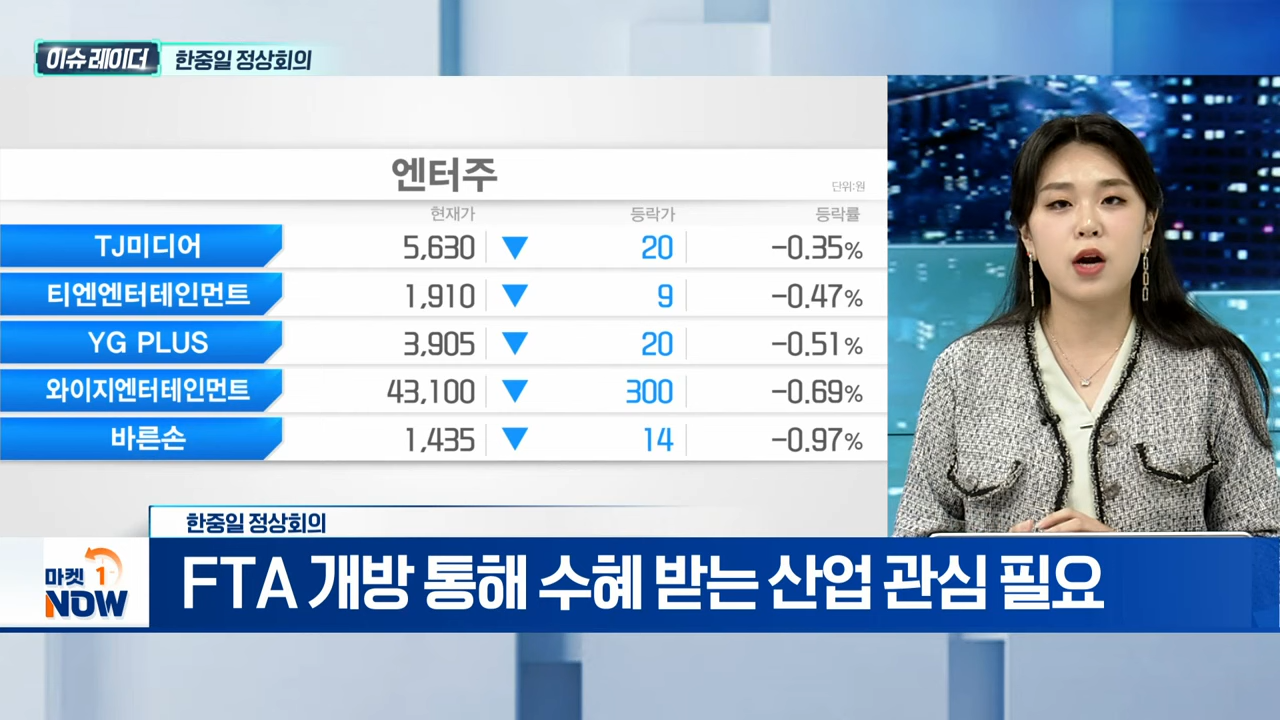 이슈 레이더 한중일 정상회의
엔터주
단위:원
현재가 등락가 등락률
TJ미디어 5,630 ▼ 20 -0.35%
티엔엔터테인먼트 1,910 ▼ 9 -0.47%
YG PLUS 3,905 ▼ 20 -0.51%
와이지엔터테인먼트 43,100 ▼ 300 -0.69%
바른손 1,435 ▼ 14 -0.97%
한중일 정상회의
마켓 1
NOW
FTA 개방 통해 수혜 받는 산업 관심 필요